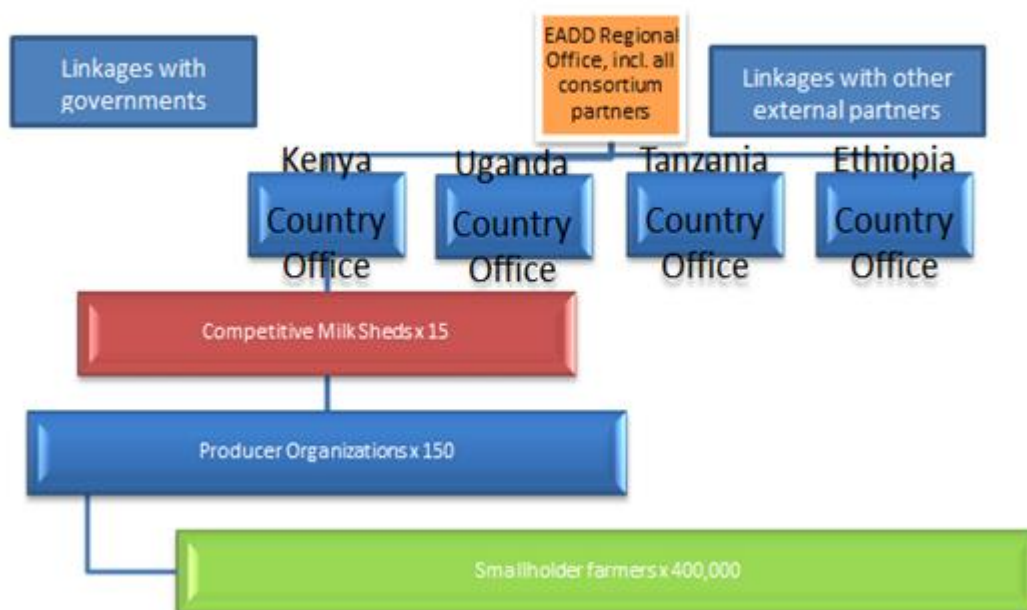 Linkages with
governments
EADD Regional
Office, incl. all
consortium
partners
Linkages with other
external partners
Kenya
Country
Office
Uganda
Country
Office
Tanzania
Country
Office
Ethiopia
Country
Office
Competitive Milk Sheds x 15
Producer Organizations x 150
Smallholder farmers x 400,000